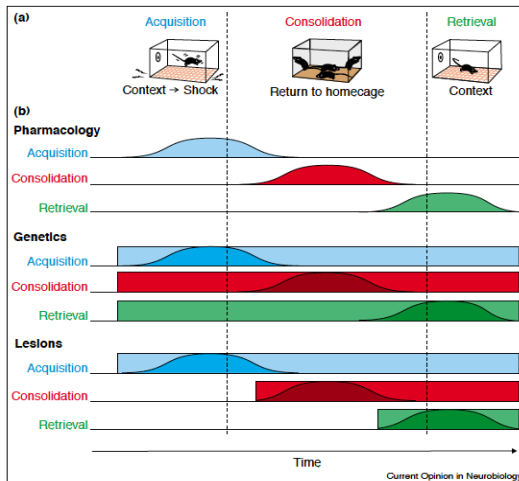 (a)
Acquisition Consolidation Retrieval
Context → Shock Return to homecage Context
(b)
Pharmacology
Acquisition
Consolidation
Retrieval
Genetics
Acquisition
Consolidation
Retrieval
Lesions
Acquisition
Consolidation
Retrieval
Time
Current Opinion in Neurobiology